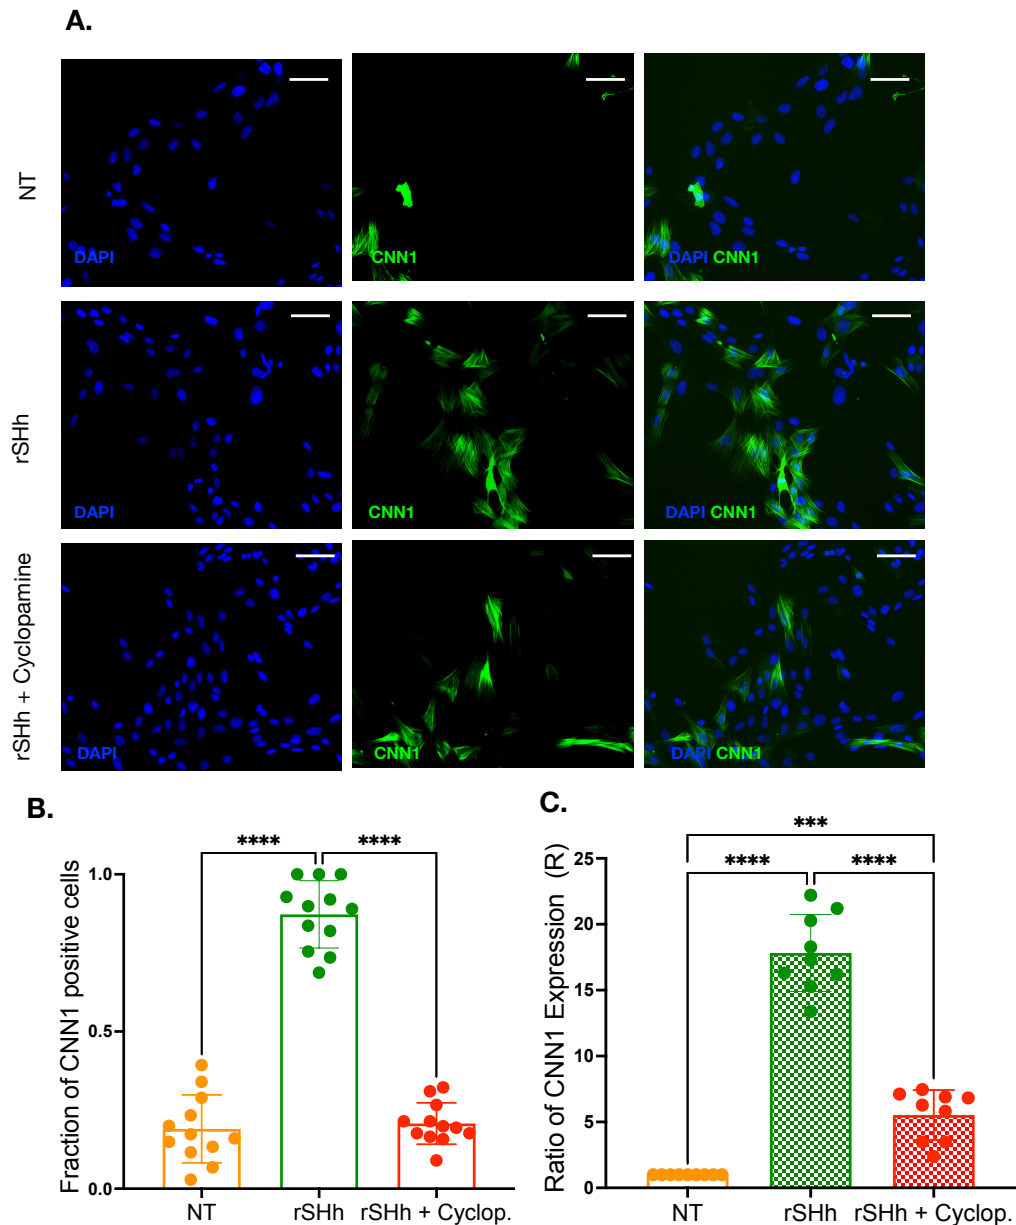 A.
NT
DAPI
CNN1
DAPI CNN1
rSHh
DAPI
CNN1
DAPI CNN1
rSHh + Cyclopamine
DAPI
CNN1
DAPI CNN1
B.
Fraction of CNN1 positive cells
1.0
0.5
0.0
**** ****
NT rSHh rSHh + Cyclop.
C.
Ratio of CNN1 Expression (R)
25
20
15
10
5
0
***
**** ****
NT rSHh rSHh + Cyclop.